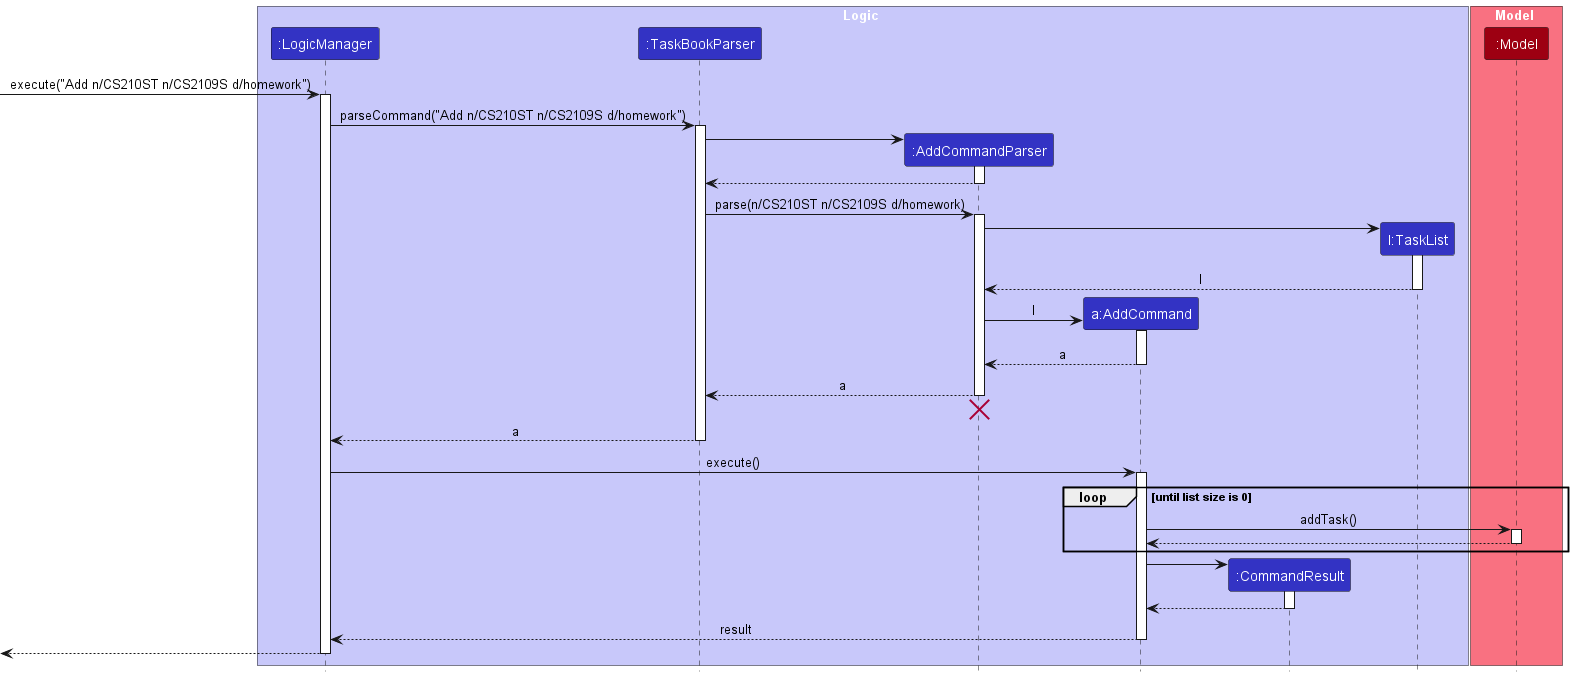 Logic
Model
:LogicManager
:TaskBookParser
:Model
execute("Add n/CS210ST n/CS2109S d/homework")
parseCommand("Add n/CS210ST n/CS2109S d/homework")
:AddCommandParser
parse(n/CS210ST n/CS2109S d/homework)
l:TaskList
l
l
a:AddCommand
a
a
a
execute()
loop
[until list size is 0]
addTask()
:CommandResult
result